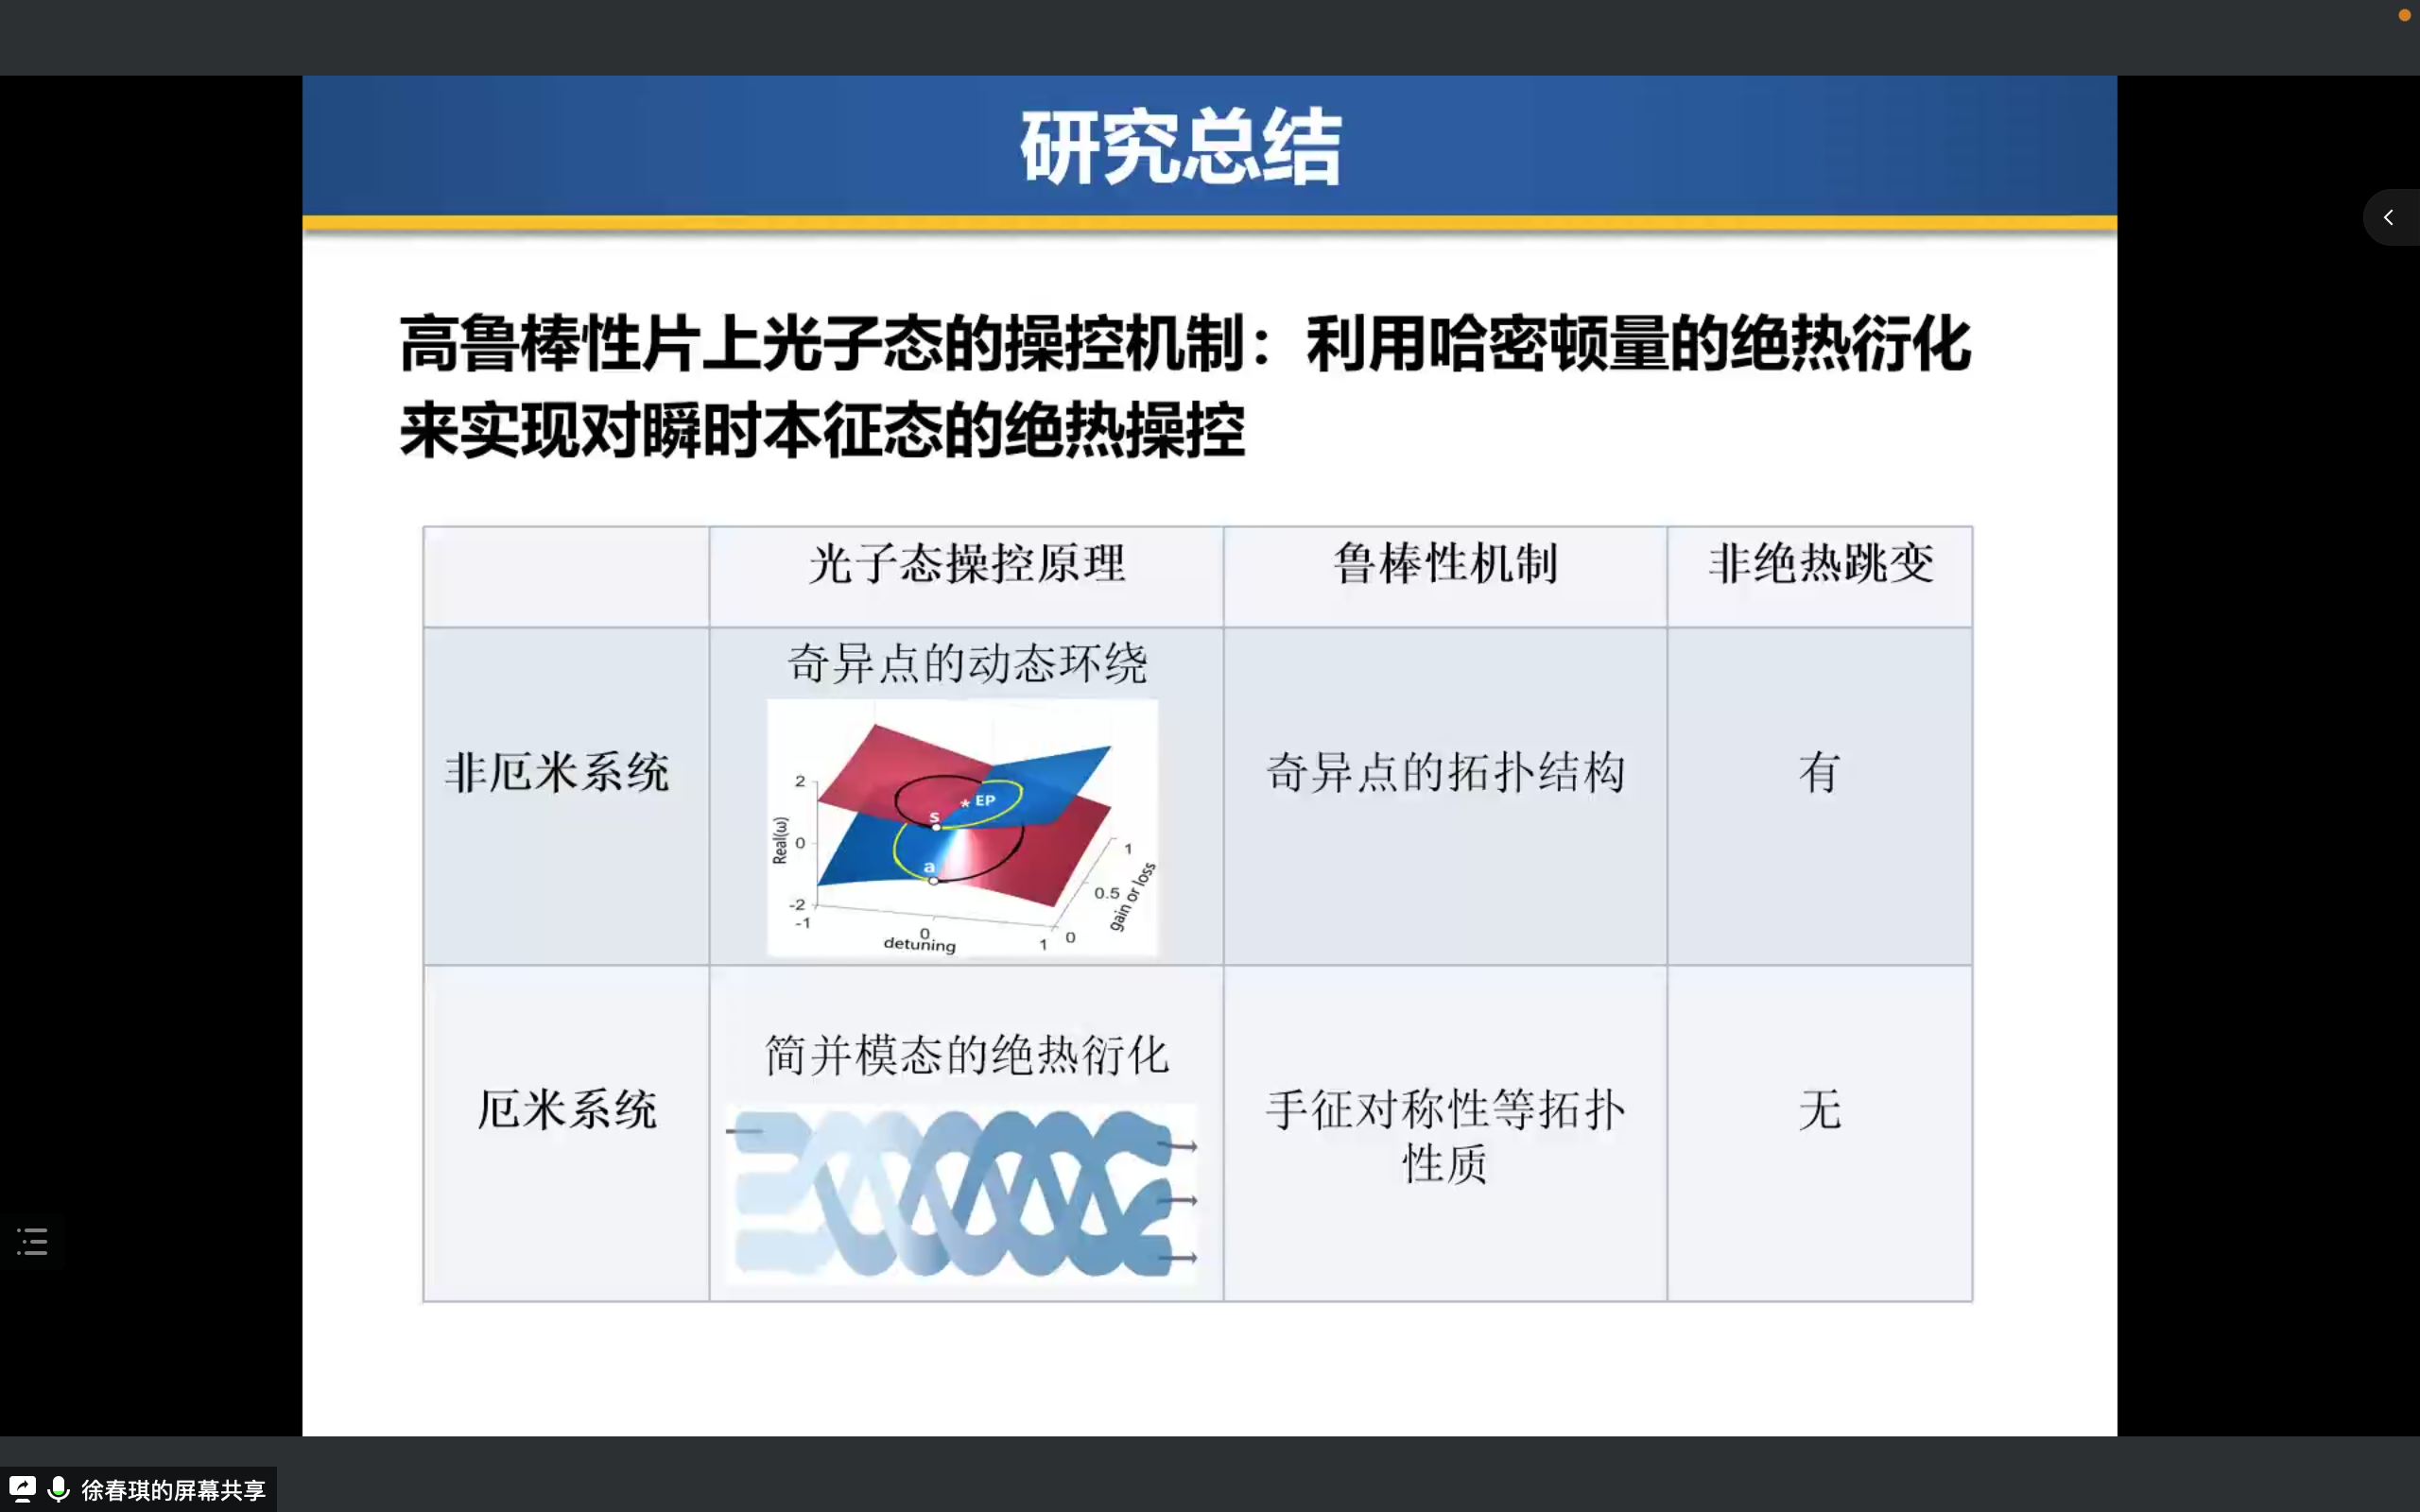 研究总结
高鲁棒性片上光子态的操控机制：利用哈密顿量的绝热衍化
来实现对瞬时本征态的绝热操控
光子态操控原理
鲁棒性机制
非绝热跳变
非厄米系统
奇异点的动态环绕
2
0
-2
Real(ω)
-1
0
1
detuning
0
0.5
1
gain or loss
EP
s
a
奇异点的拓扑结构
有
厄米系统
简并模态的绝热衍化
手征对称性等拓扑
性质
无
徐春琪的屏幕共享